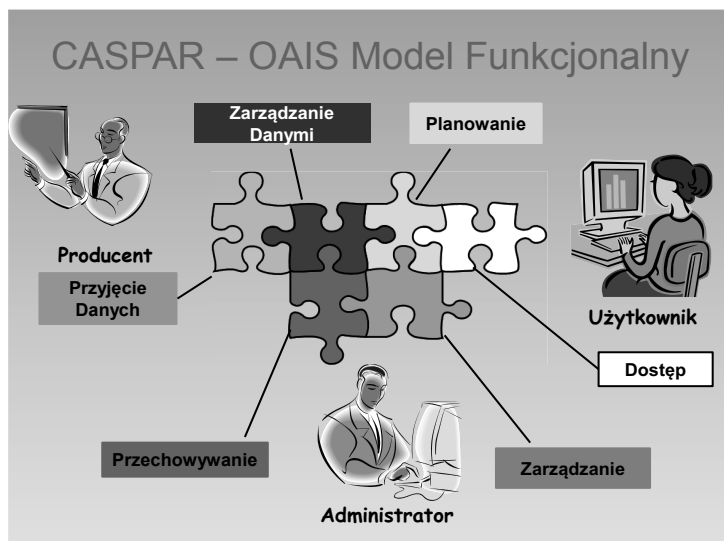 CASPAR – OAIS Model Funkcjonalny
Zarządzanie
Danymi
Planowanie
Producent
Przyjęcie
Danych
Użytkownik
Dostęp
Przechowywanie
Zarządzanie
Administrator